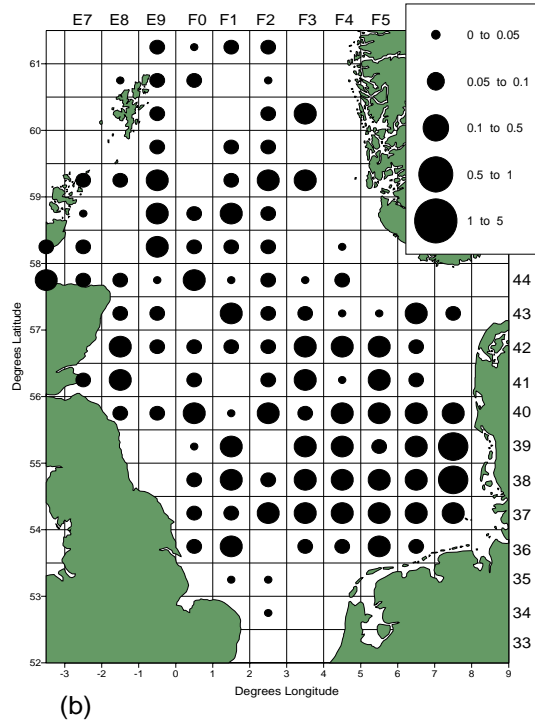 E7 E8 E9 F0 F1 F2 F3 F4 F5
0 to 0.05
0.05 to 0.1
0.1 to 0.5
0.5 to 1
1 to 5
61
60
59
58
57
56
55
54
53
52
Degrees Latitude
44
43
42
41
40
39
38
37
36
35
34
33
-3 -2 -1 0 1 2 3 4 5 6 7 8 9
Degrees Longitude
(b)